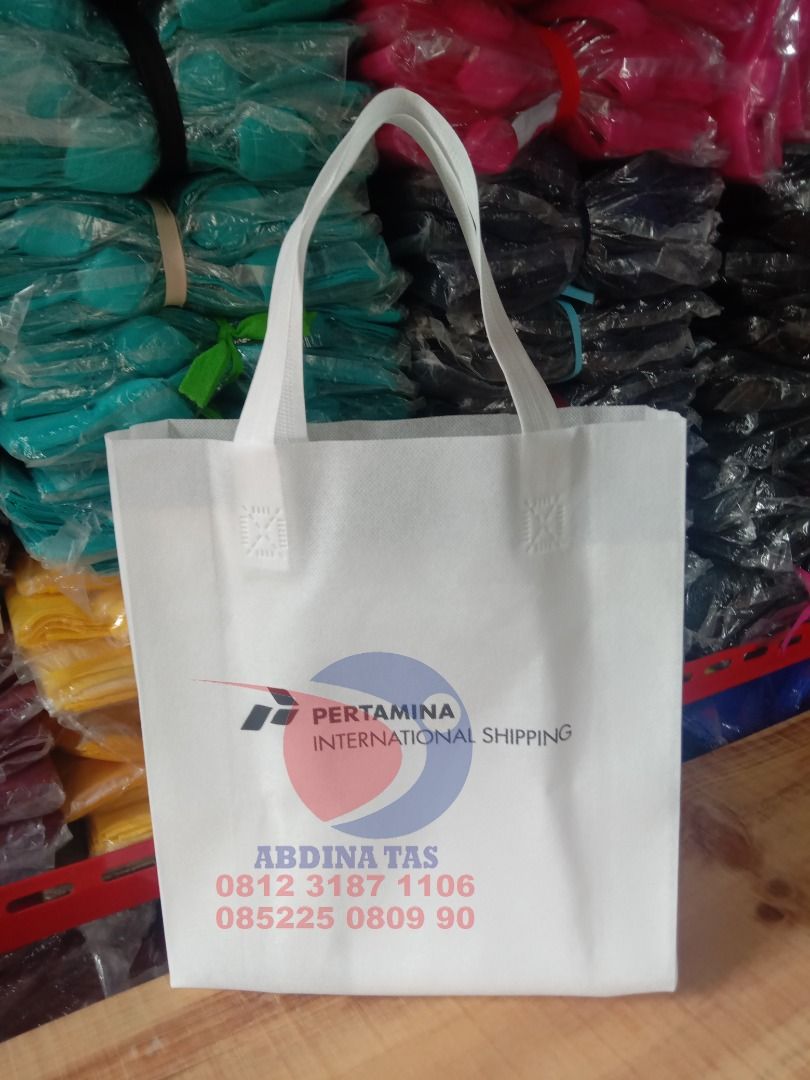 PERTAMINA
INTERNATIONAL SHIPPING
ABDINA TAS
0812 3187 1106
085225 0809 90